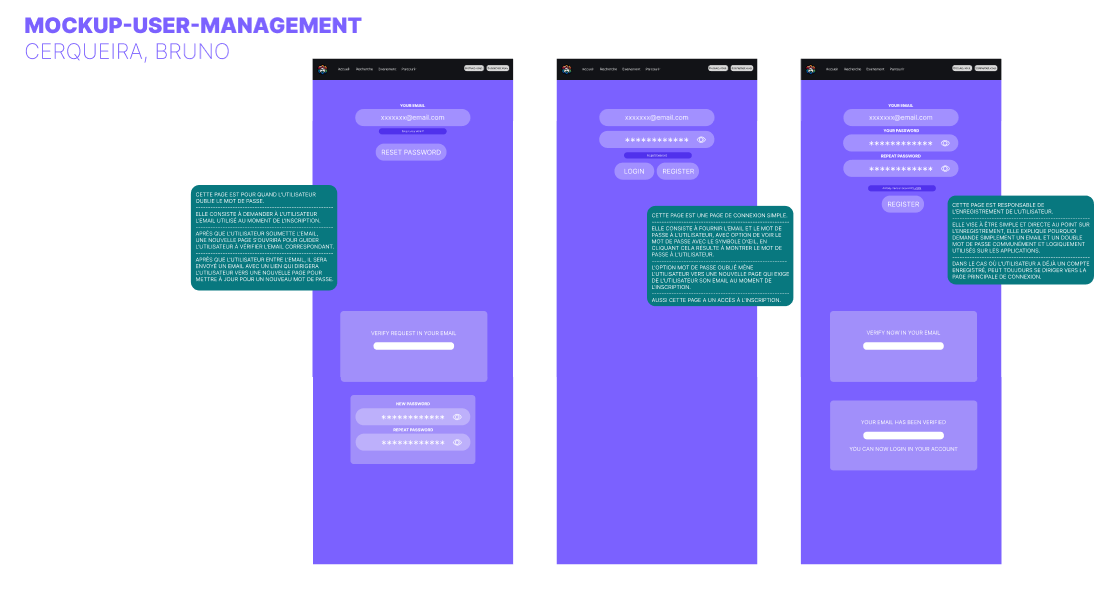 MOCKUP-USER-MANAGEMENT
CERQUEIRA, BRUNO
Accueil Recherche Evenement Parcourir
YOUR EMAIL
xxxxxxx@email.com
RESET PASSWORD
CETTE PAGE EST POUR QUAND L'UTILISATEUR
OUBLIE LE MOT DE PASSE.
ELLE CONSISTE À DEMANDER À L'UTILISATEUR
L'EMAIL UTILISÉ AU MOMENT DE L'INSCRIPTION.
APRÈS QUE L'UTILISATEUR SOUMETTE L'EMAIL,
UNE NOUVELLE PAGE S'OUVRIRA POUR GUIDER
L'UTILISATEUR À VÉRIFIER L'EMAIL CORRESPONDANT.
APRÈS QUE L'UTILISATEUR ENTRE L'EMAIL, IL SERA
ENVOYÉ UN EMAIL AVEC UN LIEN QUI DIRIGERA
L'UTILISATEUR VERS UNE NOUVELLE PAGE POUR
METTRE À JOUR POUR UN NOUVEAU MOT DE PASSE.
VERIFY REQUEST IN YOUR EMAIL
NEW PASSWORD
************
REPEAT PASSWORD
************
Accueil Recherche Evenement Parcourir
xxxxxxx@email.com
************
LOGIN REGISTER
CETTE PAGE EST UNE PAGE DE CONNEXION SIMPLE.
ELLE CONSISTE À FOURNIR L'EMAIL ET LE MOT DE
PASSE À L'UTILISATEUR, AVEC OPTION DE VOIR LE
MOT DE PASSE AVEC LE SYMBOLE D'ŒIL, EN
CLIQUANT CELA RESULTE À MONTRER LE MOT DE
PASSE À L'UTILISATEUR.
L'OPTION MOT DE PASSE OUBLIÉ MÈNE
L'UTILISATEUR VERS UNE NOUVELLE PAGE QUI EXIGE
DE L'UTILISATEUR SON EMAIL AU MOMENT DE
L'INSCRIPTION.
AUSSI CETTE PAGE A UN ACCÈS À L'INSCRIPTION.
Accueil Recherche Evenement Parcourir
YOUR EMAIL
xxxxxxx@email.com
YOUR PASSWORD
************
REPEAT PASSWORD
************
REGISTER
CETTE PAGE EST RESPONSABLE DE
L'ENREGISTREMENT DE L'UTILISATEUR.
ELLE VISE À ÊTRE SIMPLE ET DIRECTE AU POINT SUR
L'ENREGISTREMENT, ELLE EXPLIQUE POURQUOI
DEMANDE SIMPLEMENT UN EMAIL ET UN DOUBLE
MOT DE PASSE COMMUNÉMENT ET LOGIQUEMENT
UTILISÉS SUR LES APPLICATIONS.
DANS LE CAS OÙ L'UTILISATEUR A DÉJÀ UN COMPTE
ENREGISTRÉ, PEUT TOUJOURS SE DIRIGER VERS LA
PAGE PRINCIPALE DE CONNEXION.
VERIFY NOW IN YOUR EMAIL
YOUR EMAIL HAS BEEN VERIFIED
YOU CAN NOW LOGIN IN YOUR ACCOUNT